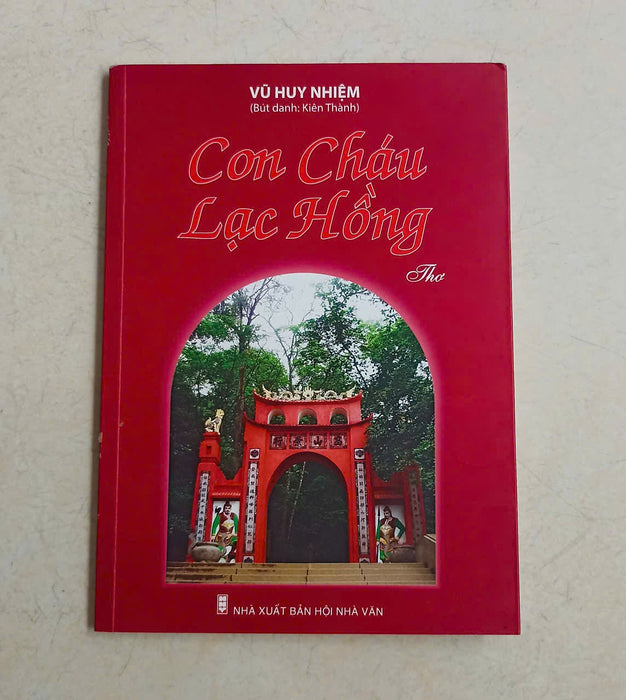 VŨ HUY NHIỆM
(Bút danh: Kiên Thành)
Con Cháu
Lạc Hồng
Thơ
NHÀ XUẤT BẢN HỘI NHÀ VĂN